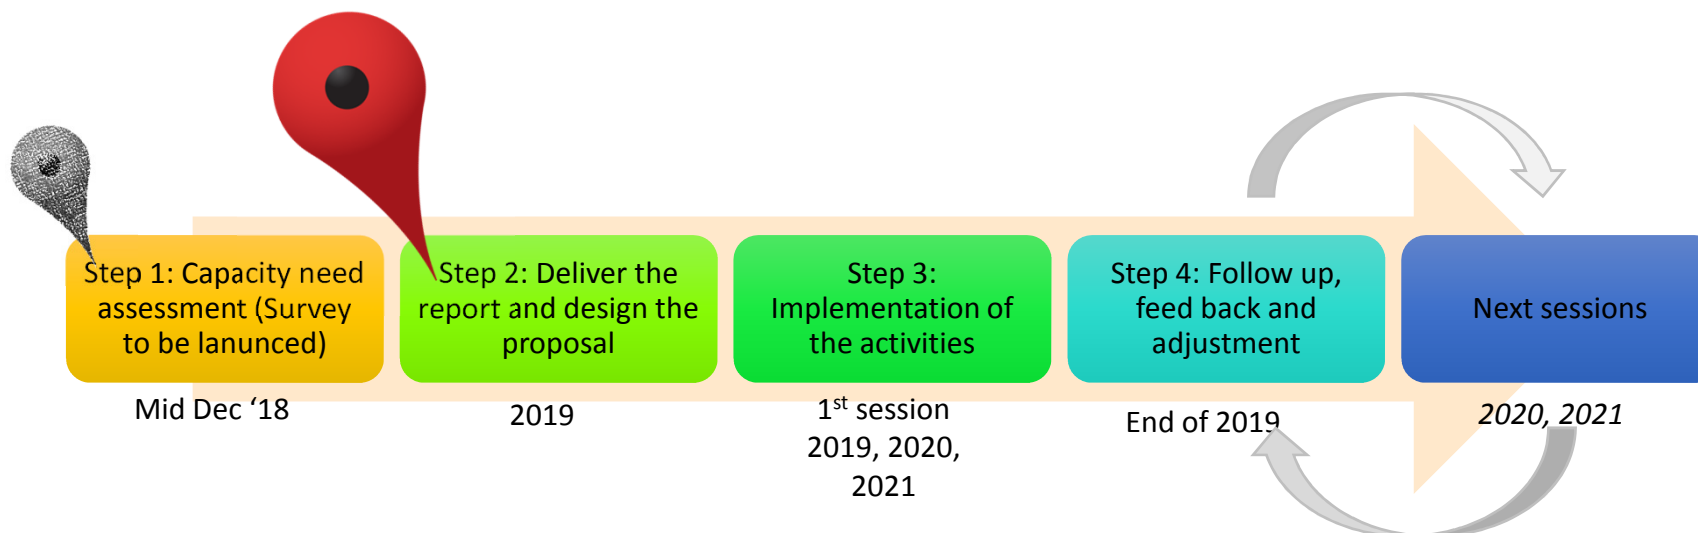 Step 1: Capacity need
assessment (Survey
to be lanunced)
Mid Dec ‘18
Step 2: Deliver the
report and design the
proposal
2019
Step 3:
Implementation of
the activities
1st session
2019, 2020,
2021
Step 4: Follow up,
feed back and
adjustment
End of 2019
Next sessions
2020, 2021